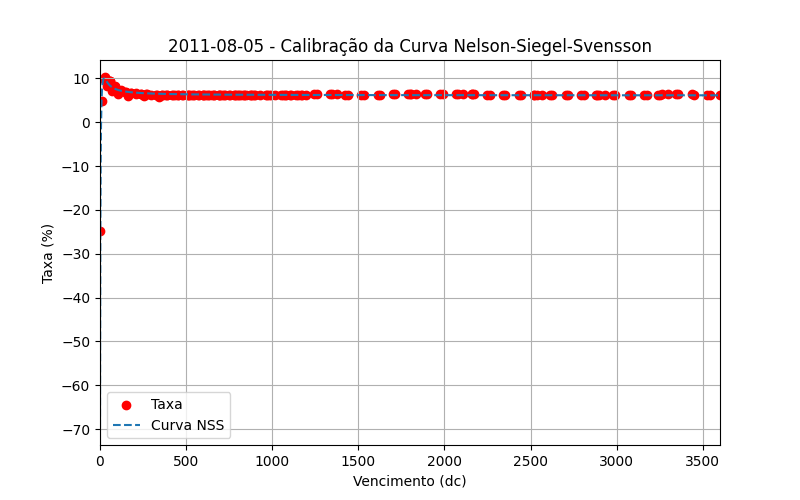 2011-08-05 - Calibração da Curva Nelson-Siegel-Svensson
Taxa (%)
10
0
−10
−20
−30
−40
−50
−60
−70
Taxa
Curva NSS
0 500 1000 1500 2000 2500 3000 3500
Vencimento (dc)